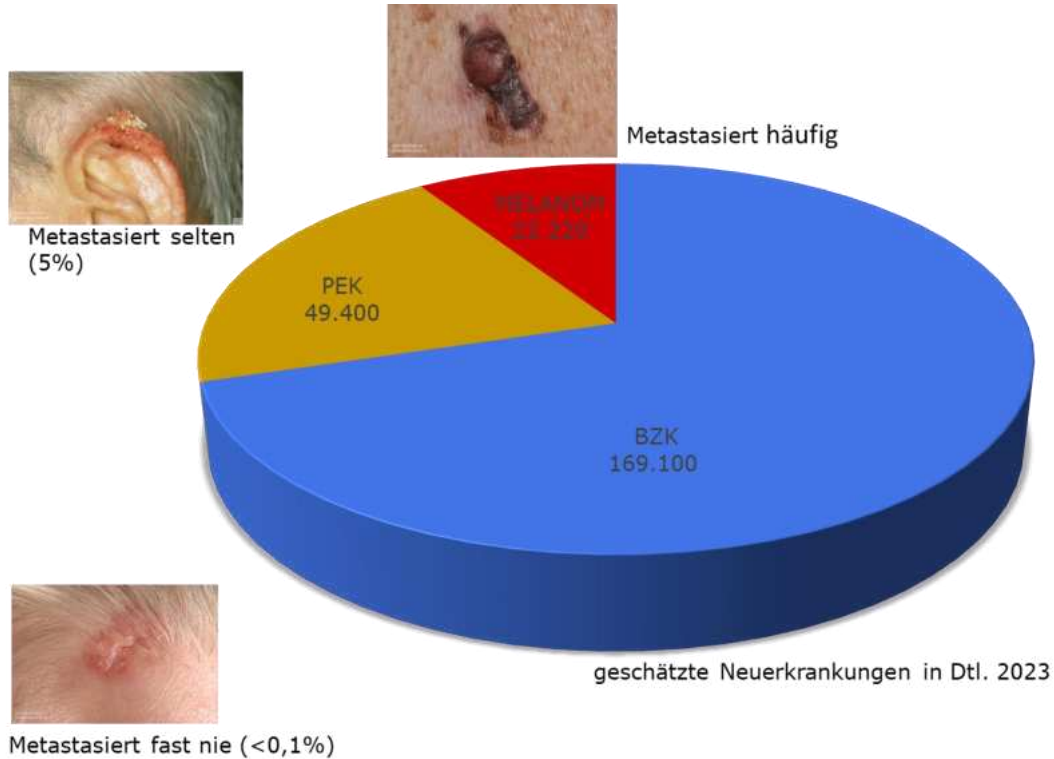 Metastasiert häufig
Metastasiert selten
(5%)
MELANOM
PEK
49.400
BZK
169.100
geschätzte Neuerkrankungen in Dtl. 2023
Metastasiert fast nie (<0,1%)